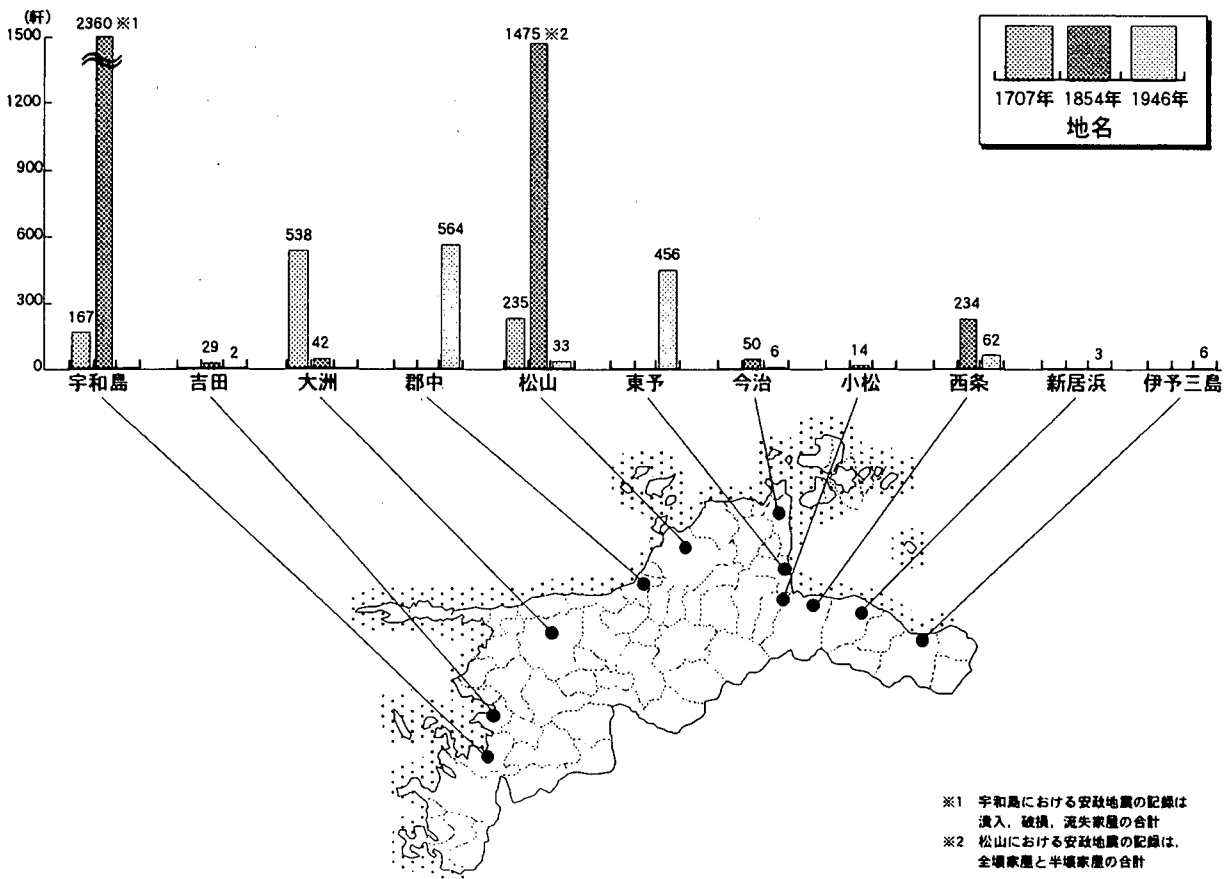 (軒)
2360 ※1
1475 ※2
1500
1200
900
600
300
0
167
29
2
538
42
564
235
33
456
50
6
14
234
62
3
6
宇和島
吉田
大洲
郡中
松山
東予
今治
小松
西条
新居浜
伊予三島
1707年 1854年 1946年
地名
※1 宇和島における安政地震の記録は
潰入，破損，流失家屋の合計
※2 松山における安政地震の記録は，
全壊家屋と半壊家屋の合計